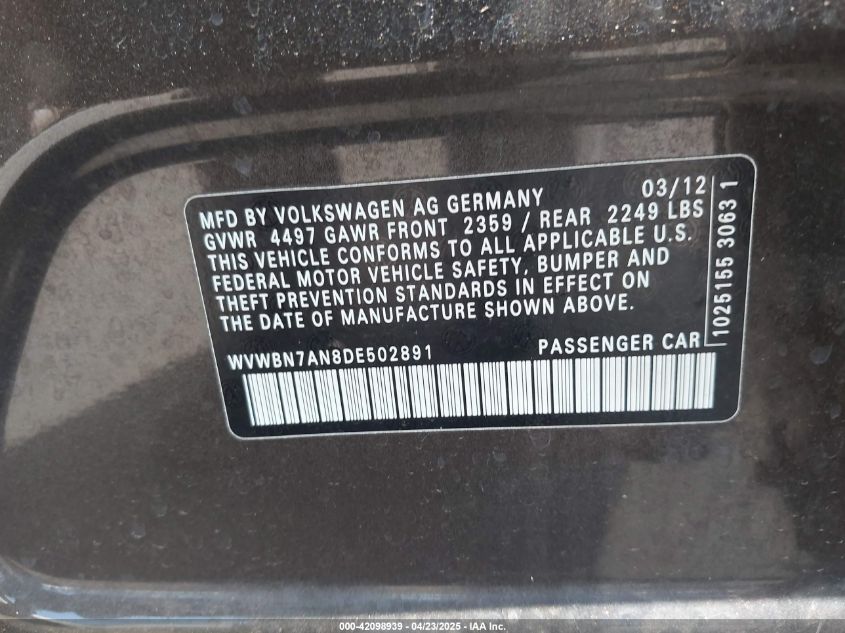 03/12
MFD BY VOLKSWAGEN AG GERMANY
GVWR 4497 GAWR FRONT 2359 / REAR 2249 LBS
THIS VEHICLE CONFORMS TO ALL APPLICABLE U.S.
FEDERAL MOTOR VEHICLE SAFETY, BUMPER AND
THEFT PREVENTION STANDARDS IN EFFECT ON
THE DATE OF MANUFACTURE SHOWN ABOVE.
WVWBN7AN8DE502891 PASSENGER CAR
1025155 3063 1
000-42098939 - 04/23/2025 - IAA Inc.